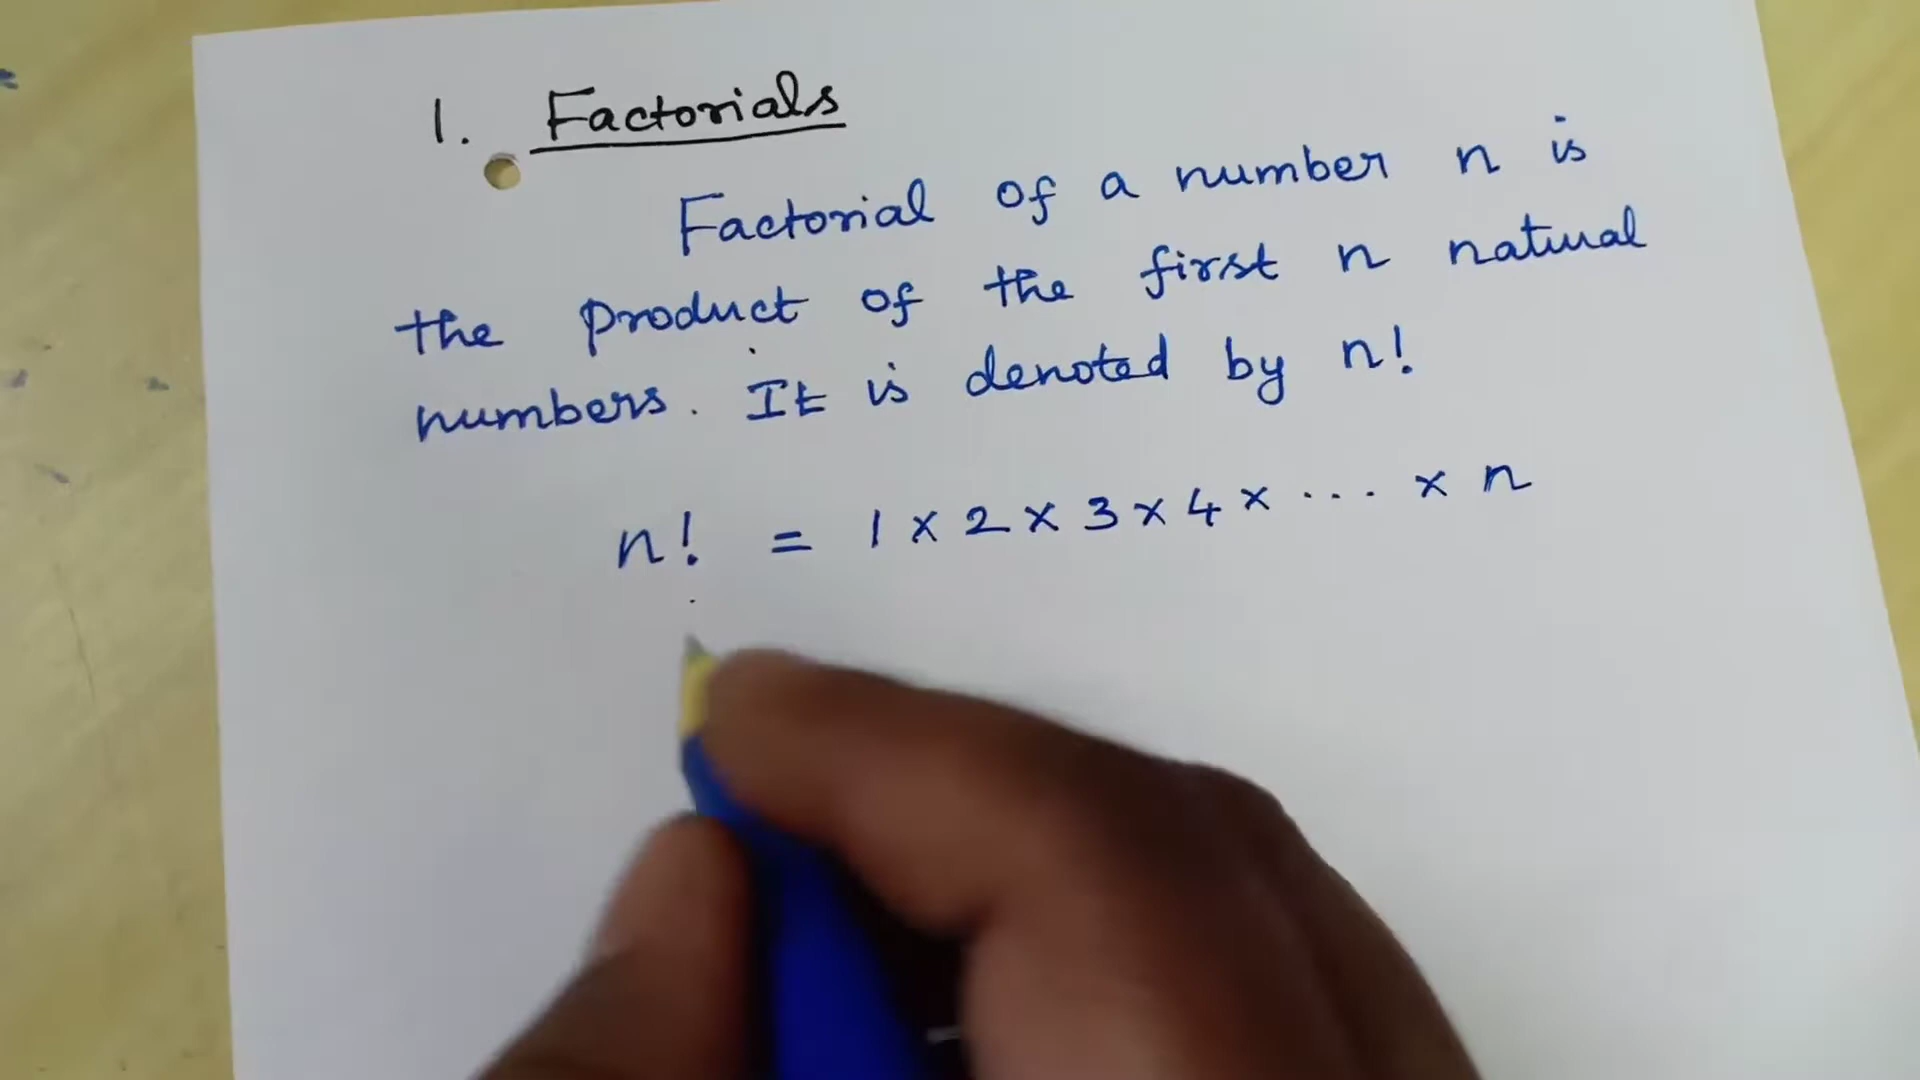 1. Factorials
Factorial of a number n is
the product of the first n natural
numbers. It is denoted by n!
n! = 1 × 2 × 3 × 4 × ... × n